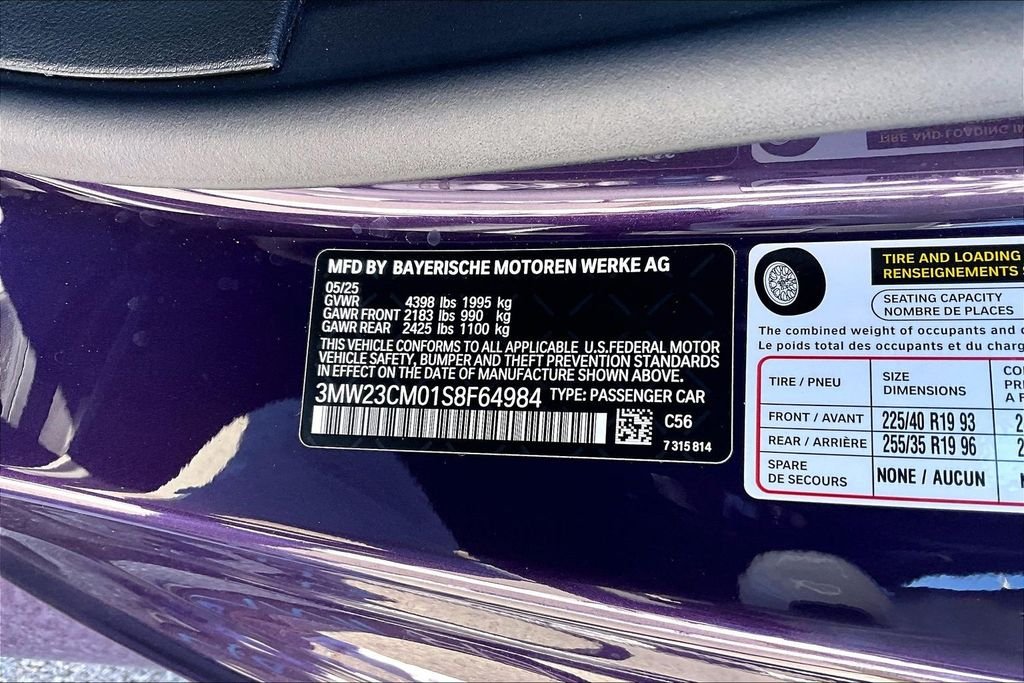 TIRE AND LOADING IN
MFD BY BAYERISCHE MOTOREN WERKE AG
05/25
GVWR 4398 lbs 1995 kg
GAWR FRONT 2183 lbs 990 kg
GAWR REAR 2425 lbs 1100 kg
THIS VEHICLE CONFORMS TO ALL APPLICABLE U.S.FEDERAL MOTOR
VEHICLE SAFETY, BUMPER AND THEFT PREVENTION STANDARDS
IN EFFECT ON THE DATE OF MANUFACTURE SHOWN ABOVE.
3MW23CM01S8F64984 TYPE: PASSENGER CAR
C56
7 315 814
TIRE AND LOADING
RENSEIGNEMENTS
SEATING CAPACITY
NOMBRE DE PLACES
The combined weight of occupants and
Le poids total des occupants et du
TIRE / PNEU
SIZE
DIMENSIONS
FRONT / AVANT 225/40 R19 93
REAR / ARRIÈRE 255/35 R19 96
SPARE
DE SECOURS
NONE / AUCUN